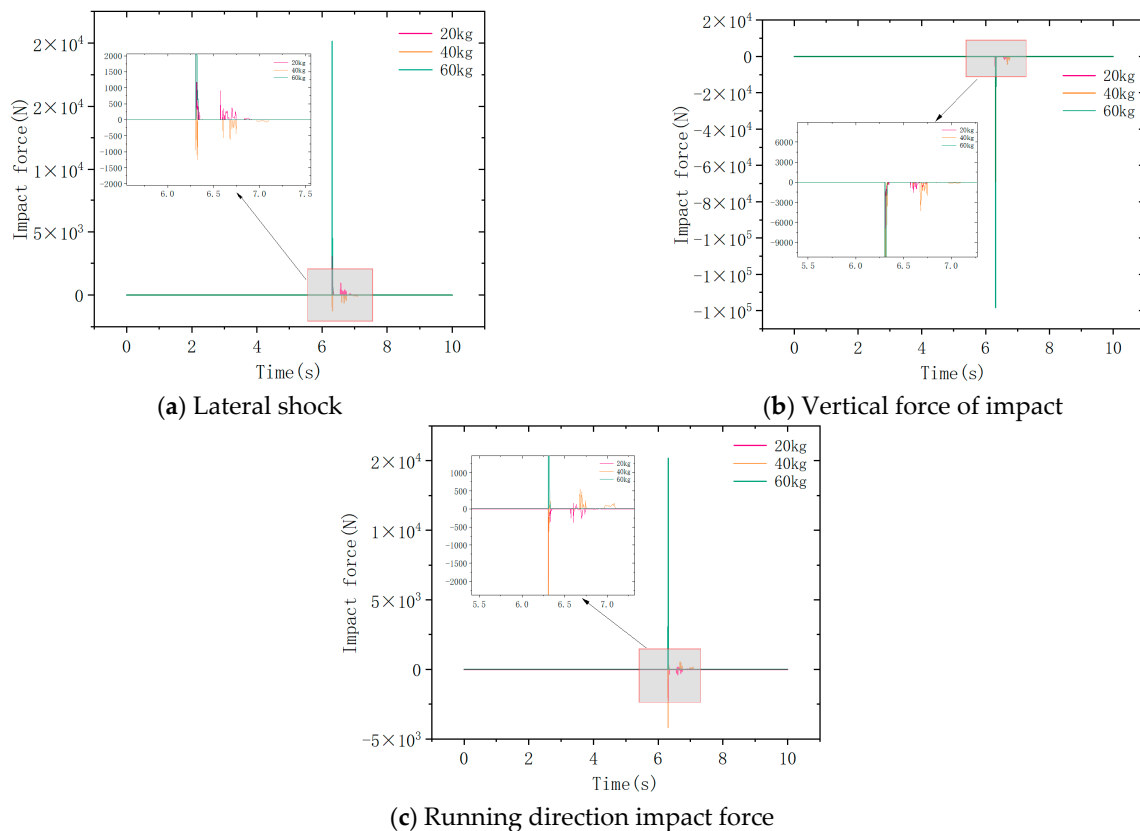 2×10⁴
2×10⁴
1×10⁴
5×10³
0
Impact force(N)
0 2 4 6 8 10
Time(s)
20kg
40kg
60kg
2000
1500
1000
500
0
-500
-1000
-1500
-2000
6.0 6.5 7.0 7.5
20kg
40kg
60kg
(a) Lateral shock
2×10⁴
0
-2×10⁴
-4×10⁴
-6×10⁴
-8×10⁴
-1×10⁵
-1×10⁵
Impact force(N)
0 2 4 6 8 10
Time(s)
20kg
40kg
60kg
6000
3000
0
-3000
-6000
-9000
5.5 6.0 6.5 7.0
20kg
40kg
60kg
(b) Vertical force of impact
2×10⁴
1×10⁴
5×10³
0
-5×10³
Impact force(N)
0 2 4 6 8 10
Time(s)
20kg
40kg
60kg
1000
500
0
-500
-1000
-1500
-2000
5.5 6.0 6.5 7.0
20kg
40kg
60kg
(c) Running direction impact force